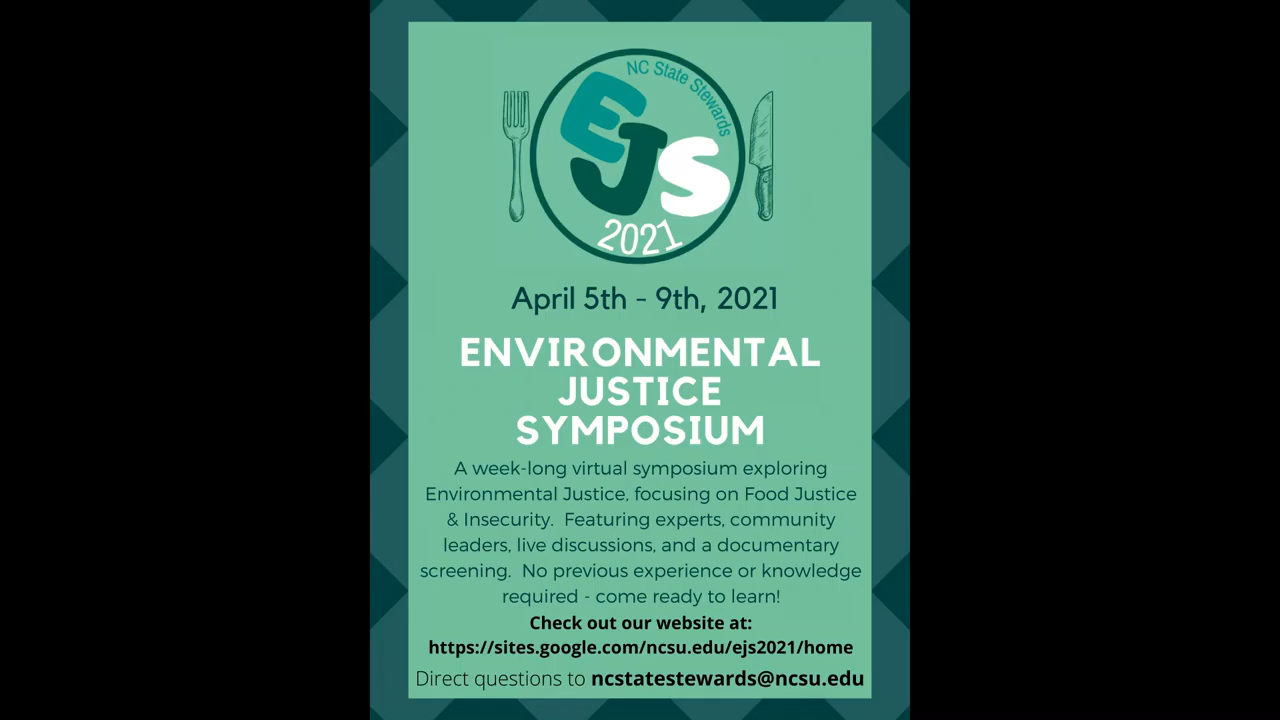 NC State Stewards
EJS
2021
April 5th - 9th, 2021
ENVIRONMENTAL
JUSTICE
SYMPOSIUM
A week-long virtual symposium exploring
Environmental Justice, focusing on Food Justice
& Insecurity. Featuring experts, community
leaders, live discussions, and a documentary
screening. No previous experience or knowledge
required - come ready to learn!
Check out our website at:
https://sites.google.com/ncsu.edu/ejs2021/home
Direct questions to ncstatestewards@ncsu.edu